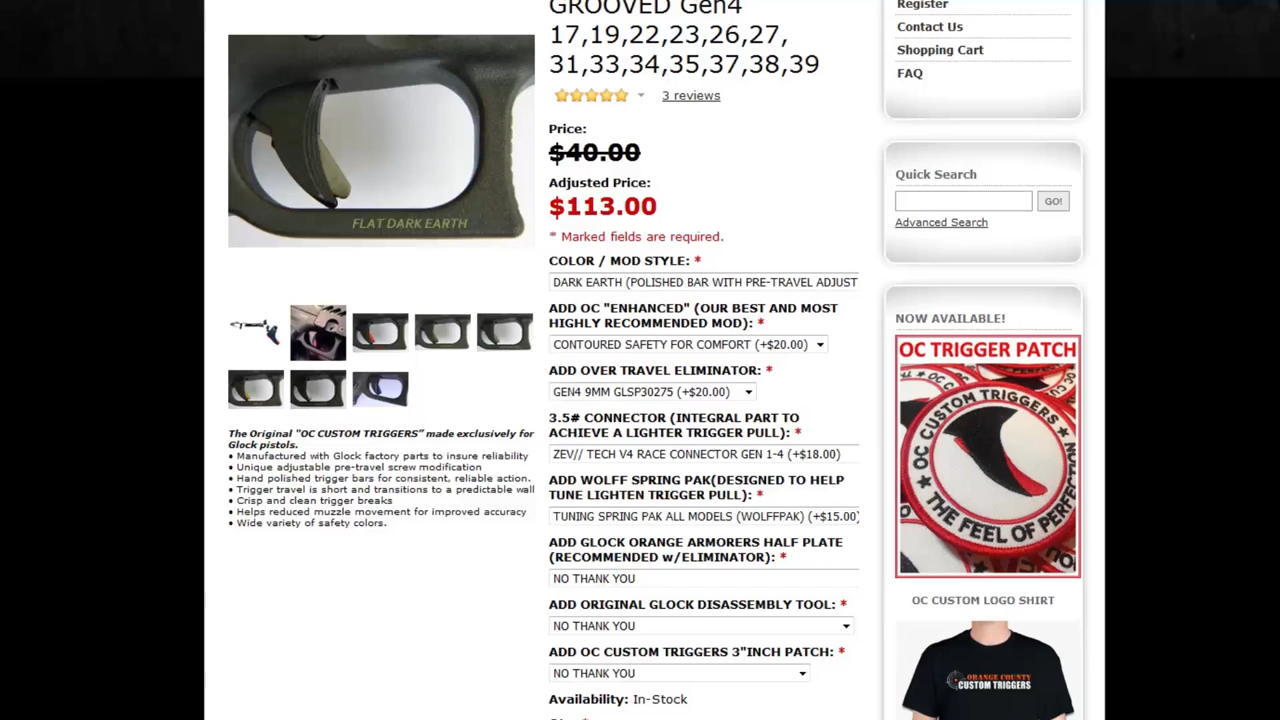 GROOVED Gen4
17,19,22,23,26,27,
31,33,34,35,37,38,39
3 reviews
Price:
$40.00
Adjusted Price:
$113.00
* Marked fields are required.
COLOR / MOD STYLE: *
DARK EARTH (POLISHED BAR WITH PRE-TRAVEL ADJUST
ADD OC "ENHANCED" (OUR BEST AND MOST
HIGHLY RECOMMENDED MOD): *
CONTOURED SAFETY FOR COMFORT (+$20.00)
ADD OVER TRAVEL ELIMINATOR: *
GEN4 9MM GLSP30275 (+$20.00)
3.5# CONNECTOR (INTEGRAL PART TO
ACHIEVE A LIGHTER TRIGGER PULL): *
ZEV// TECH V4 RACE CONNECTOR GEN 1-4 (+$18.00)
ADD WOLFF SPRING PAK(DESIGNED TO HELP
TUNE LIGHTEN TRIGGER PULL): *
TUNING SPRING PAK ALL MODELS (WOLFFPAK) (+$15.00)
ADD GLOCK ORANGE ARMORERS HALF PLATE
(RECOMMENDED w/ELIMINATOR): *
NO THANK YOU
ADD ORIGINAL GLOCK DISASSEMBLY TOOL: *
NO THANK YOU
ADD OC CUSTOM TRIGGERS 3"INCH PATCH: *
NO THANK YOU
Availability: In-Stock
FLAT DARK EARTH
The Original "OC CUSTOM TRIGGERS" made exclusively for
Glock pistols.
• Manufactured with Glock factory parts to insure reliability
• Unique adjustable pre-travel screw modification
• Hand polished trigger bars for consistent, reliable action.
• Trigger travel is short and transitions to a predictable wall
• Crisp and clean trigger breaks
• Helps reduced muzzle movement for improved accuracy
• Wide variety of safety colors.
Register
Contact Us
Shopping Cart
FAQ
Quick Search
GO!
Advanced Search
NOW AVAILABLE!
OC TRIGGER PATCH
OC CUSTOM TRIGGERS
THE FEEL OF PERFECTION
OC CUSTOM LOGO SHIRT
ORANGE COUNTY
CUSTOM TRIGGERS